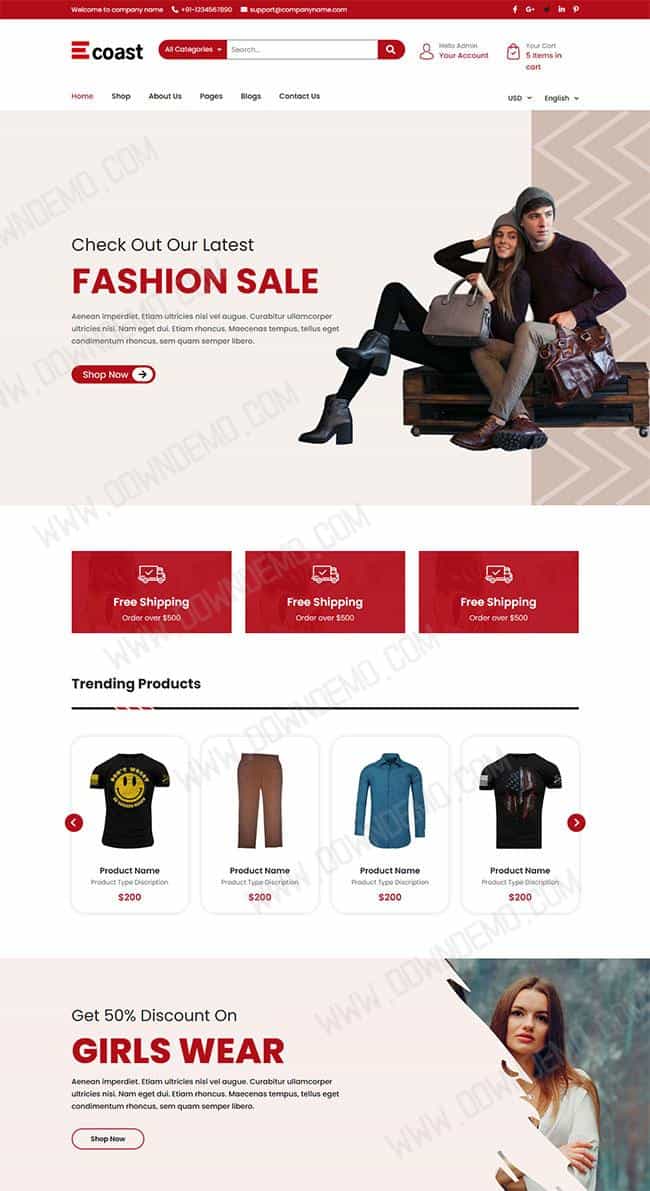 Welcome to company name +91-1234567890 support@companyname.com
Ecoast
All Categories
Search...
Hello Admin
Your Account
Your Cart
5 Items in
cart
Home Shop About Us Pages Blogs Contact Us
USD English
Check Out Our Latest
FASHION SALE
Aenean imperdiet. Etiam ultricies nisl vel augue. Curabitur ullamcorper
ultricies nisi. Nam eget dui. Etiam rhoncus. Maecenas tempus, tellus eget
condimentum rhoncus, sem quam semper libero.
Shop Now
Free Shipping
Order over $500
Free Shipping
Order over $500
Free Shipping
Order over $500
Trending Products
DON'T WORRY
Product Name
Product Type Discription
$200
Product Name
Product Type Discription
$200
Product Name
Product Type Discription
$200
Product Name
Product Type Discription
$200
Get 50% Discount On
GIRLS WEAR
Aenean imperdiet. Etiam ultricies nisl vel augue. Curabitur ullamcorper
ultricies nisi. Nam eget dui. Etiam rhoncus. Maecenas tempus, tellus eget
condimentum rhoncus, sem quam semper libero.
Shop Now
WWW.DOWNDEMO.COM